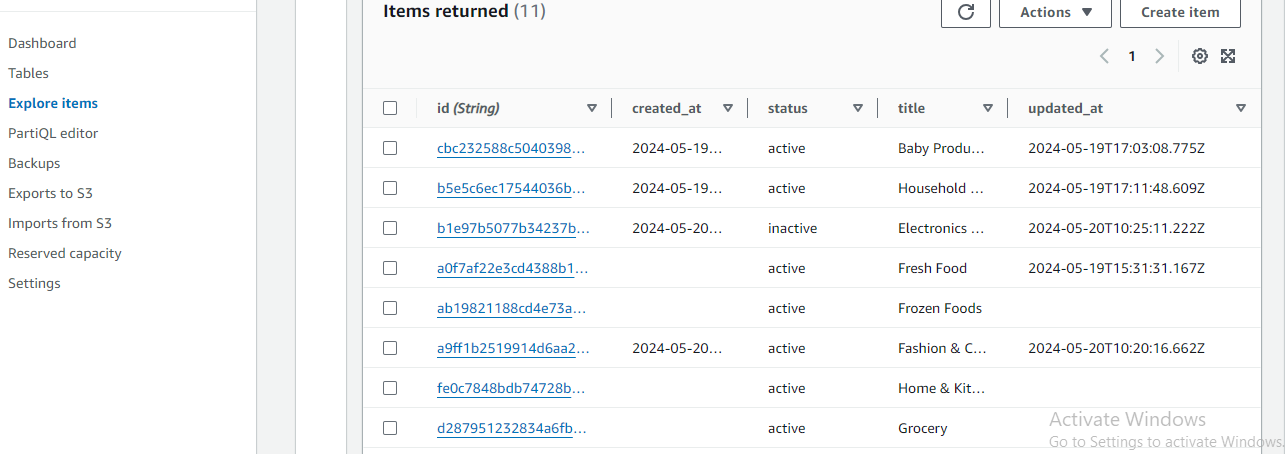 Items returned (11)
Actions
Create item
Dashboard
Tables
Explore items
PartiQL editor
Backups
Exports to S3
Imports from S3
Reserved capacity
Settings
1
id (String) created_at status title updated_at
cbc232588c5040398... 2024-05-19... active Baby Produ... 2024-05-19T17:03:08.775Z
b5e5c6ec17544036b... 2024-05-19... active Household ... 2024-05-19T17:11:48.609Z
b1e97b5077b34237b... 2024-05-20... inactive Electronics ... 2024-05-20T10:25:11.222Z
a0f7af22e3cd4388b1... active Fresh Food 2024-05-19T15:31:31.167Z
ab19821188cd4e73a... active Frozen Foods
a9ff1b2519914d6aa2... 2024-05-20... active Fashion & C... 2024-05-20T10:20:16.662Z
fe0c7848bdb74728b... active Home & Kit...
d287951232834a6fb... active Grocery
Activate Windows
Go to Settings to activate Windows.